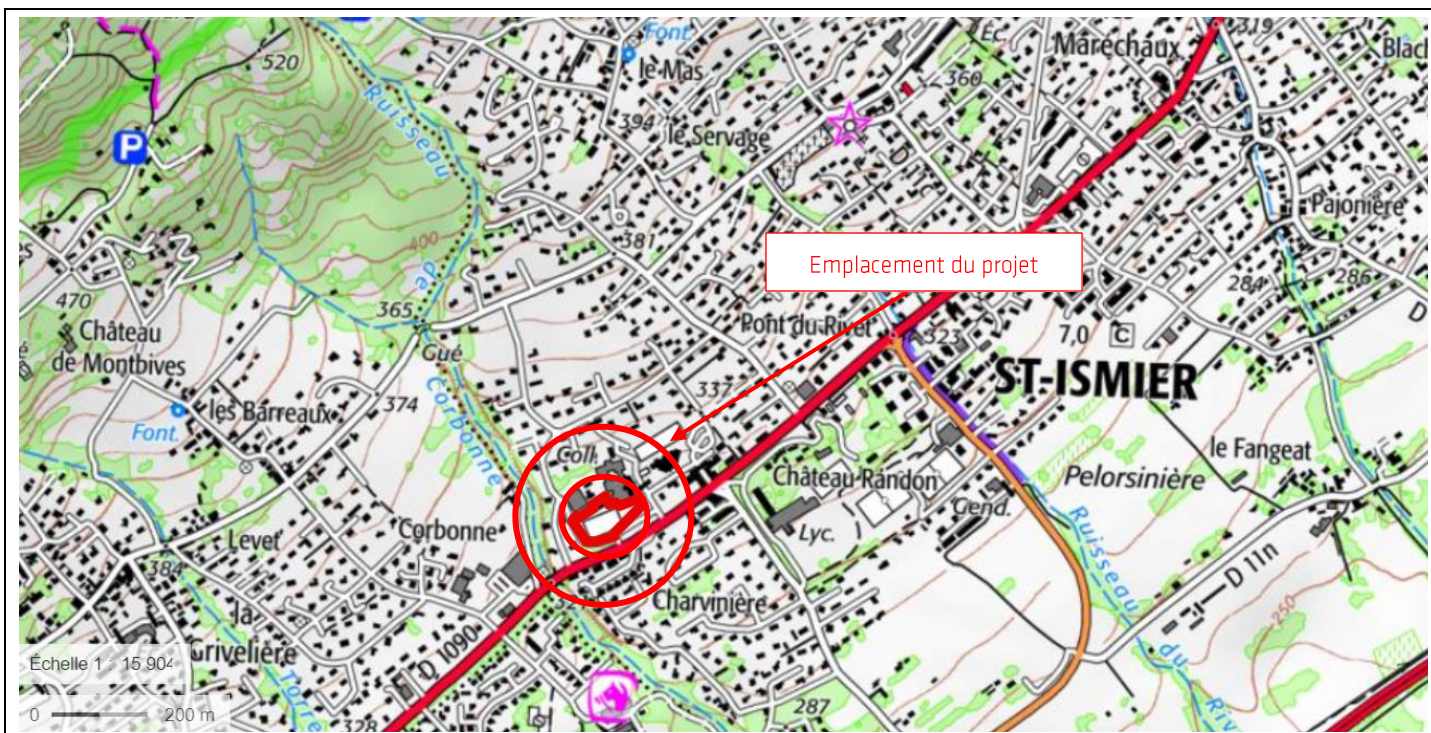 520
Font.
le Mas
Ec.
Maréchaux
319
360
394
le Servage
P
Ruisseau
Pajonière
381
400
de
Emplacement du projet
284
286
D
470
365
Château
de Montbives
Gué
Pont du Rivet
323
7,0
C
ST-ISMIER
337
les Barreaux
374
Font.
Corbonne
Coll.
le Fangeat
Château Randon
Pelorsinière
Gend.
Corbonne
Levet
Lyc.
Ruisseau
384
D 11n
Charvinière
la
Grivelière
250
D 1090
du
Échelle 1 : 15 904
0
200 m
328
287